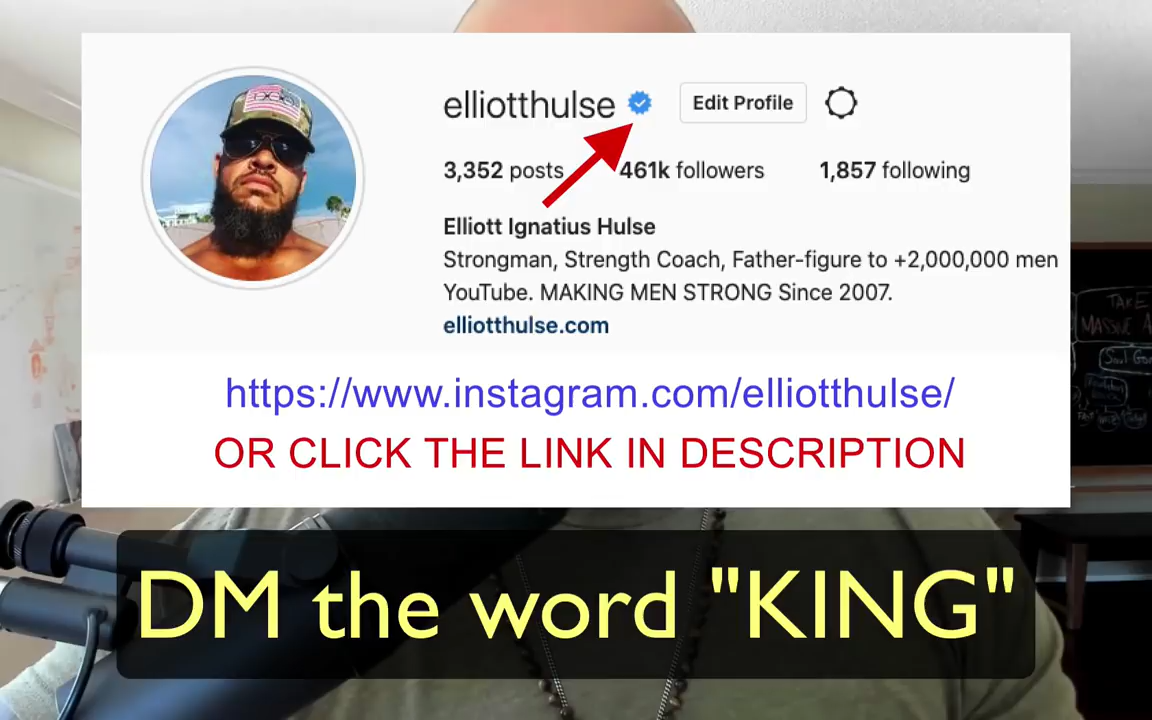 elliotthulse Edit Profile
3,352 posts 461k followers 1,857 following
Elliott Ignatius Hulse
Strongman, Strength Coach, Father-figure to +2,000,000 men
YouTube. MAKING MEN STRONG Since 2007.
elliotthulse.com
https://www.instagram.com/elliotthulse/
OR CLICK THE LINK IN DESCRIPTION
TAKE
MASSIVE A
DM the word "KING"